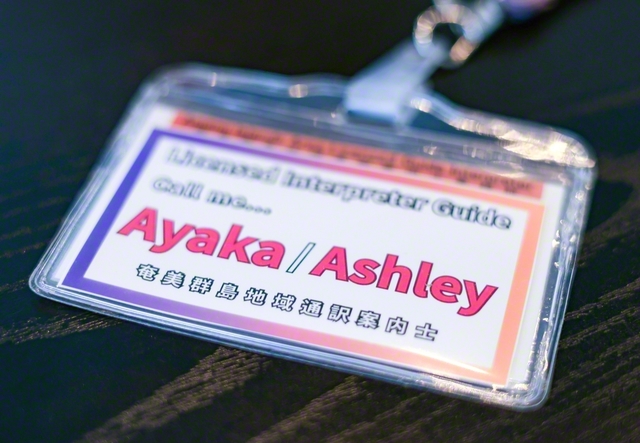 Licensed Interpreter Guide
Call me...
Ayaka / Ashley
奄美群島地域通訳案内士